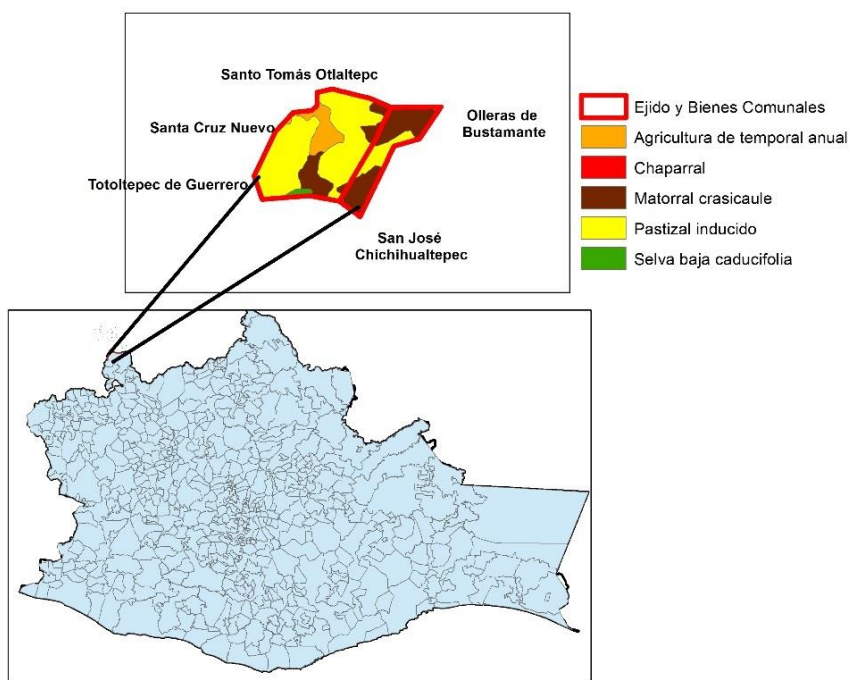 Santo Tomás Otlaltepc
Santa Cruz Nuevo
Olleras de
Bustamante
Totoltepec de Guerrero
San José
Chichihualtepec
Ejido y Bienes Comunales
Agricultura de temporal anual
Chaparral
Matorral crasicaule
Pastizal inducido
Selva baja caducifolia